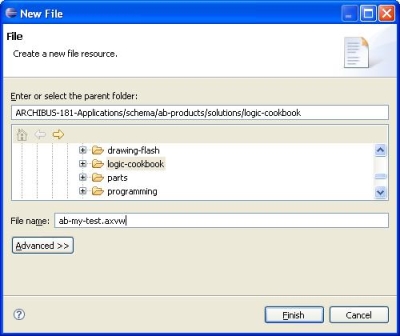 New File
File
Create a new file resource.
Enter or select the parent folder:
ARCHIBUS-181-Applications/schema/ab-products/solutions/logic-cookbook
drawing-flash
logic-cookbook
parts
programming
File name:
ab-my-test.axvw
Advanced >>
Finish
Cancel